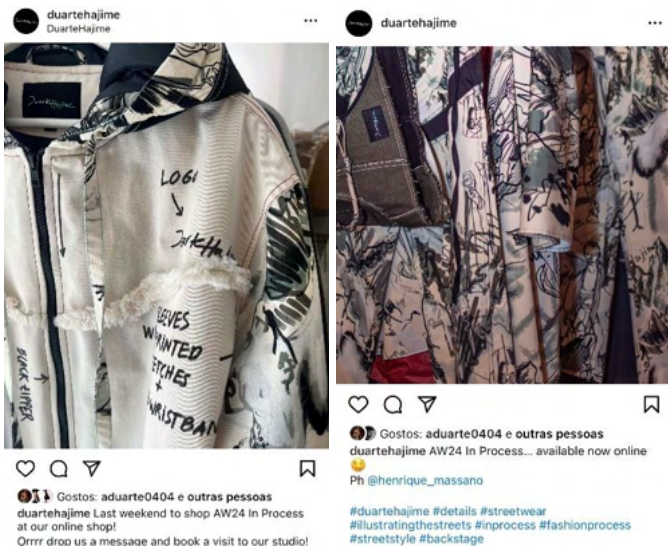 duartehajime
DuarteHajime
DuarteHajime
LOGO
BLACK ZIPPER
SLEEVES
W
PRINTED
SKETCHES
+
WRISTBAN
Gostos: aduarte0404 e outras pessoas
duartehajime Last weekend to shop AW24 In Process
at our online shop!
Orrrr drop us a message and book a visit to our studio!
duartehajime
Gostos: aduarte0404 e outras pessoas
duartehajime AW24 In Process... available now online
Ph @henrique_massano
#duartehajime #details #streetwear
#illustratingthestreets #inprocess #fashionprocess
#streetstyle #backstage